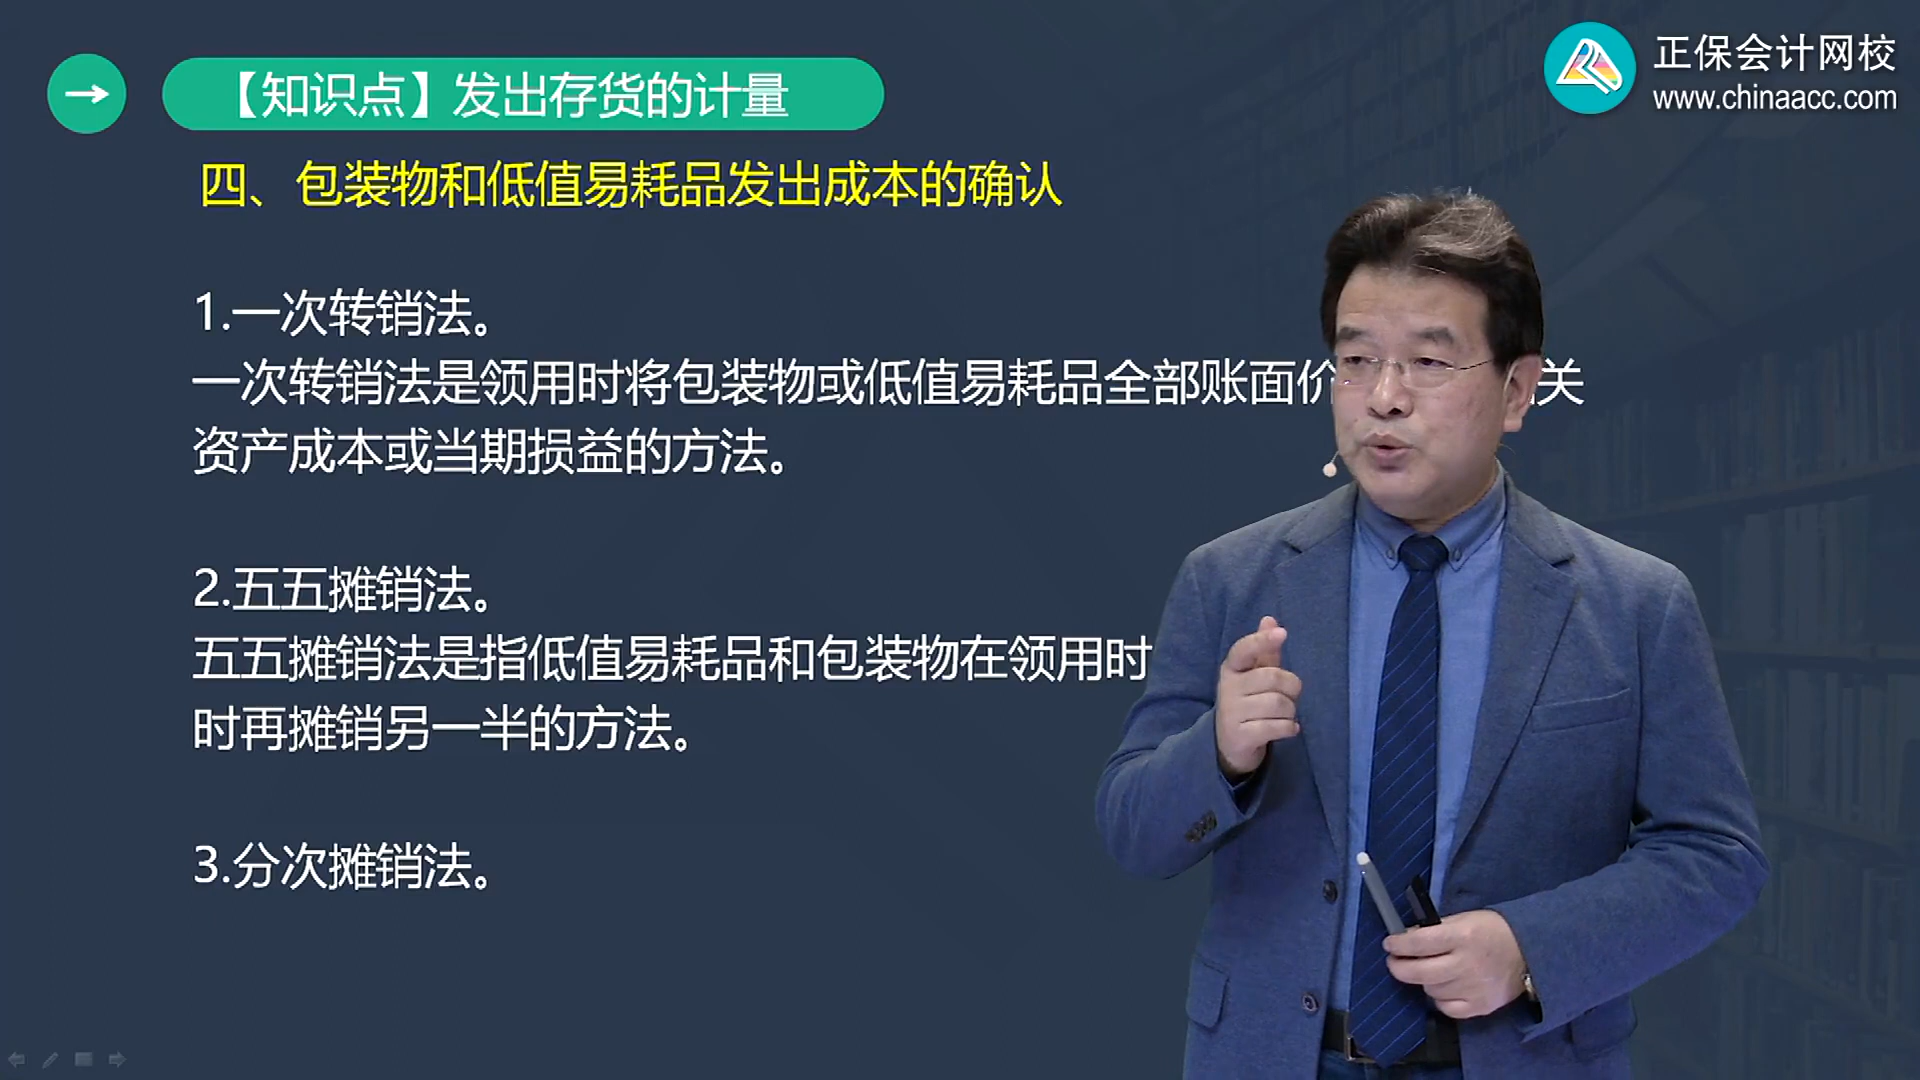 正保会计网校
www.chinaacc.com
【知识点】发出存货的计量
四、包装物和低值易耗品发出成本的确认
1.一次转销法。
一次转销法是领用时将包装物或低值易耗品全部账面价 关
资产成本或当期损益的方法。
2.五五摊销法。
五五摊销法是指低值易耗品和包装物在领用时
时再摊销另一半的方法。
3.分次摊销法。